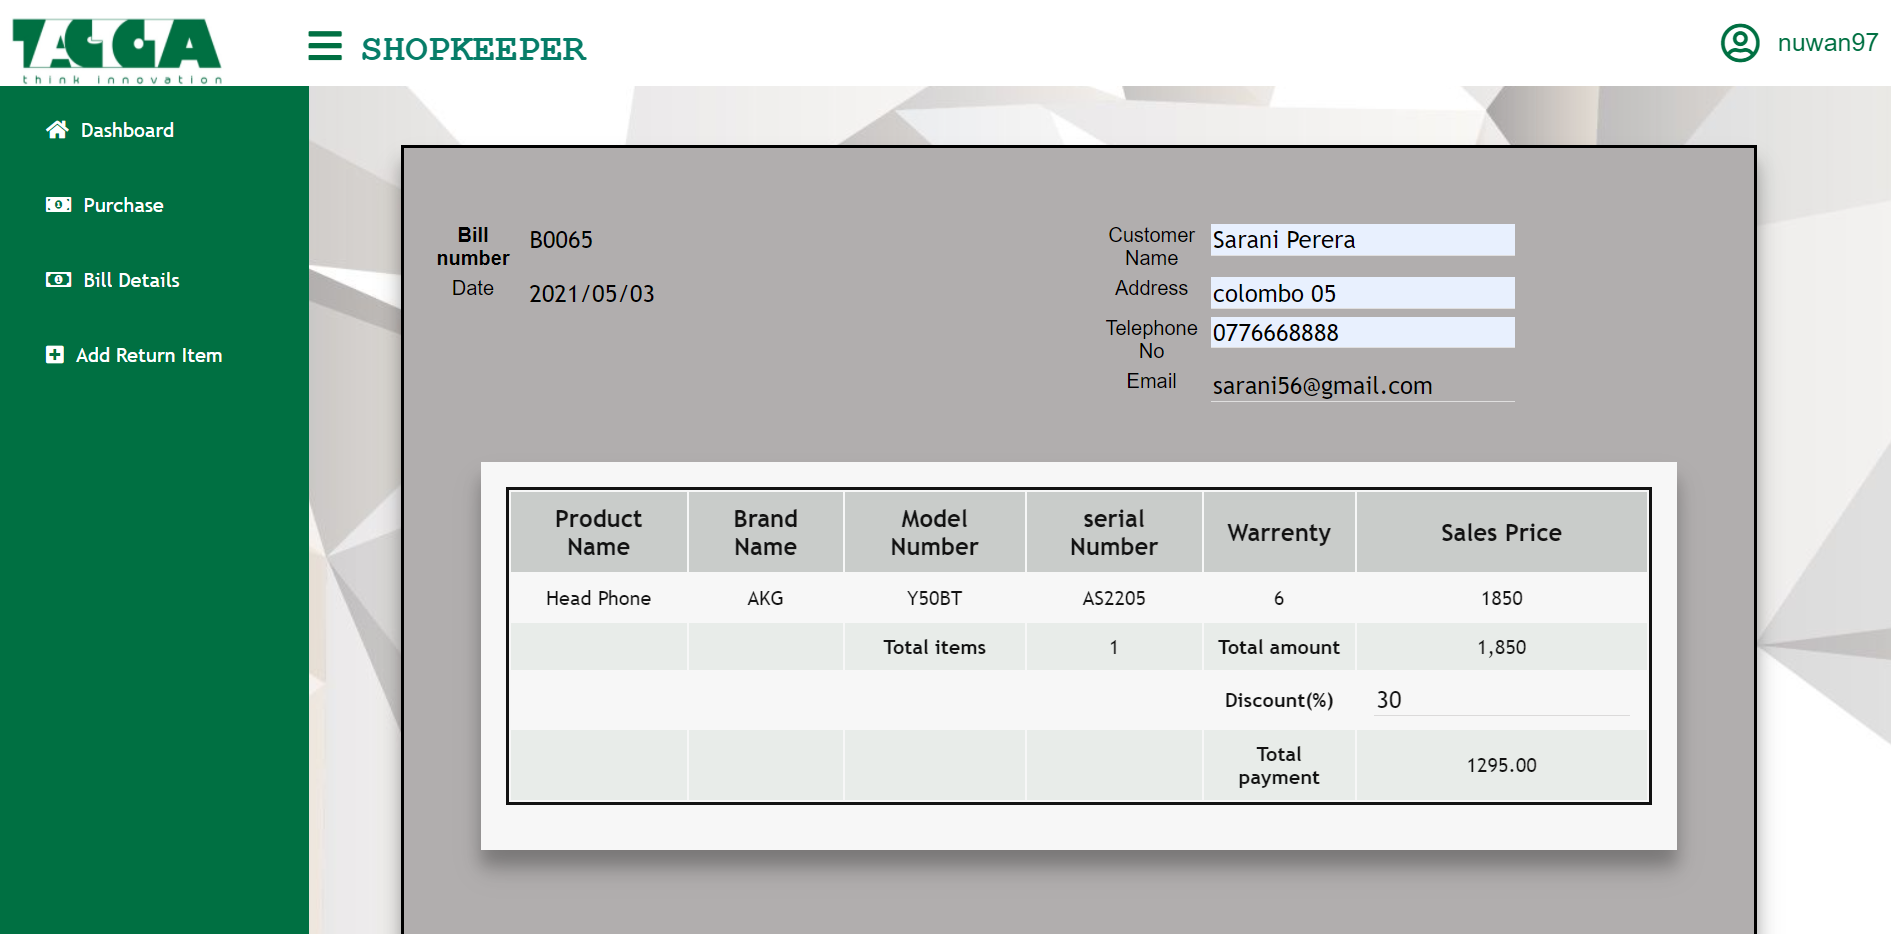 TAGGA
think innovation
SHOPKEEPER
nuwan97
Dashboard
Purchase
Bill Details
Add Return Item
Bill
number
B0065
Date
2021/05/03
Customer
Name
Sarani Perera
Address
colombo 05
Telephone
No
0776668888
Email
sarani56@gmail.com
Product
Name
Brand
Name
Model
Number
serial
Number
Warrenty
Sales Price
Head Phone
AKG
Y50BT
AS2205
6
1850
Total items
1
Total amount
1,850
Discount(%)
30
Total
payment
1295.00